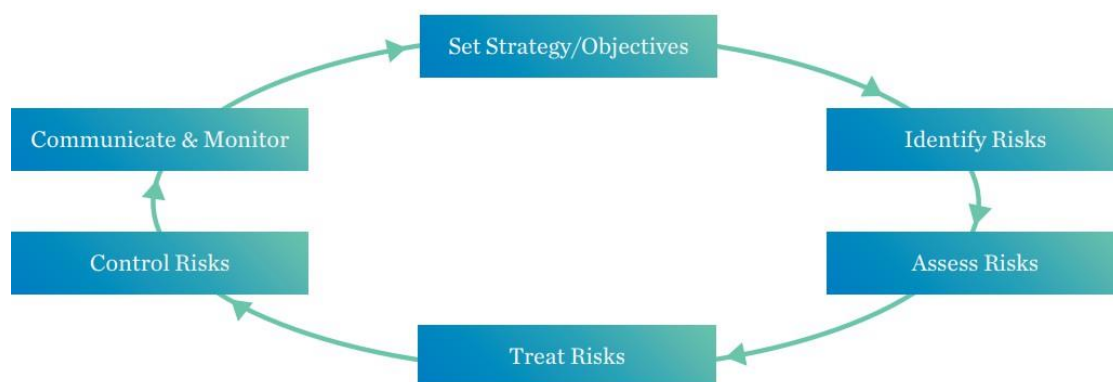 Set Strategy/Objectives
Communicate & Monitor
Identify Risks
Control Risks
Assess Risks
Treat Risks